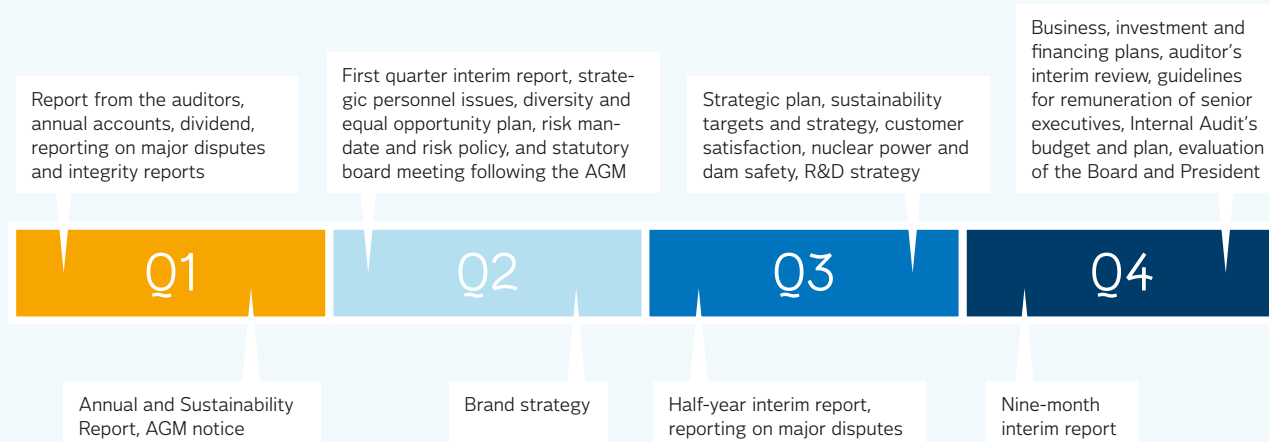 Report from the auditors,
annual accounts, dividend,
reporting on major disputes
and integrity reports
First quarter interim report, strate-
gic personnel issues, diversity and
equal opportunity plan, risk man-
date and risk policy, and statutory
board meeting following the AGM
Strategic plan, sustainability
targets and strategy, customer
satisfaction, nuclear power and
dam safety, R&D strategy
Business, investment and
financing plans, auditor's
interim review, guidelines
for remuneration of senior
executives, Internal Audit's
budget and plan, evaluation
of the Board and President
Q1
Q2
Q3
Q4
Annual and Sustainability
Report, AGM notice
Brand strategy
Half-year interim report,
reporting on major disputes
Nine-month
interim report